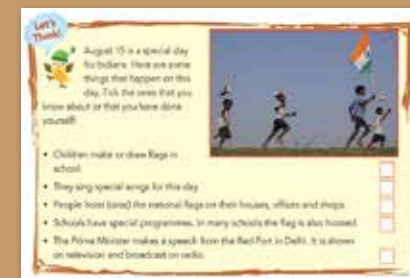 Let's
Think!
August 15 is a special day
for Indians. Here are some
things that happen on this
day. Tick the ones that you
know about or that you have done
yourself!
• Children make or draw flags in
school.
• They sing special songs for this day.
• People hoist (raise) the national flags on their houses, offices and shops.
• Schools have special programmes. In many schools the flag is also hoisted.
• The Prime Minister makes a speech from the Red Fort in Delhi. It is shown
on television and broadcast on radio.